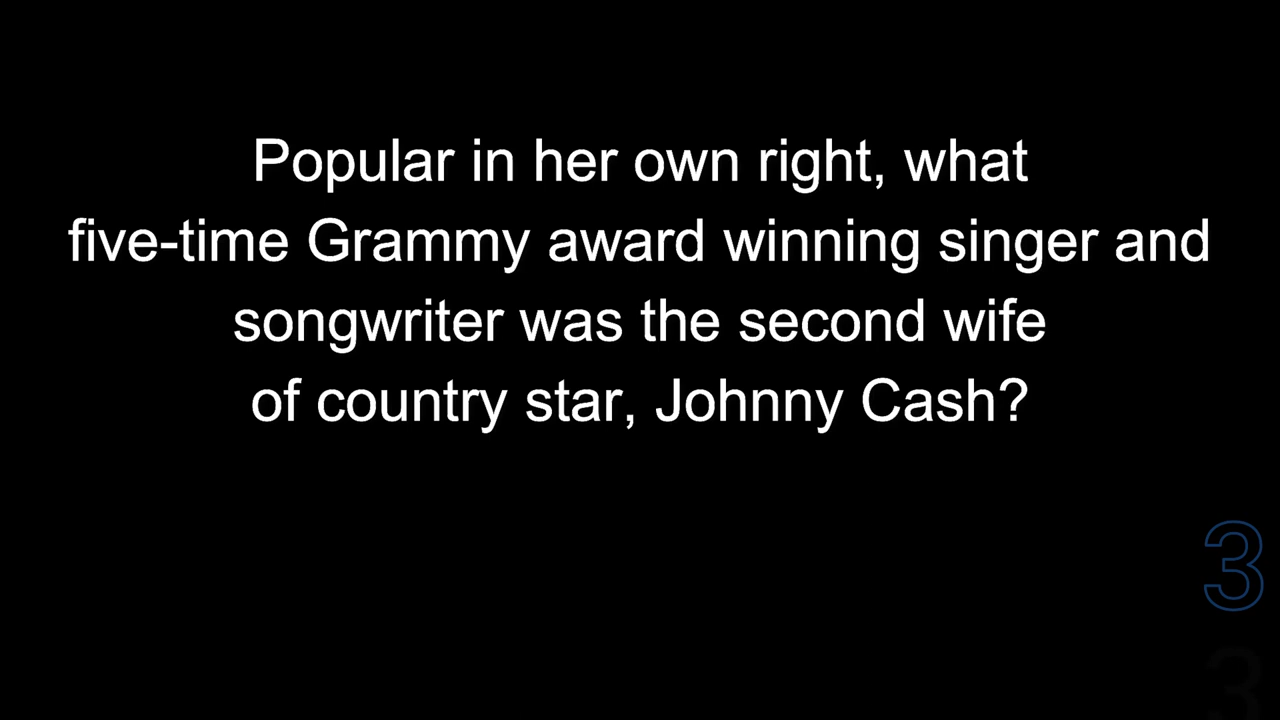 Popular in her own right, what
five-time Grammy award winning singer and
songwriter was the second wife
of country star, Johnny Cash?
3
3